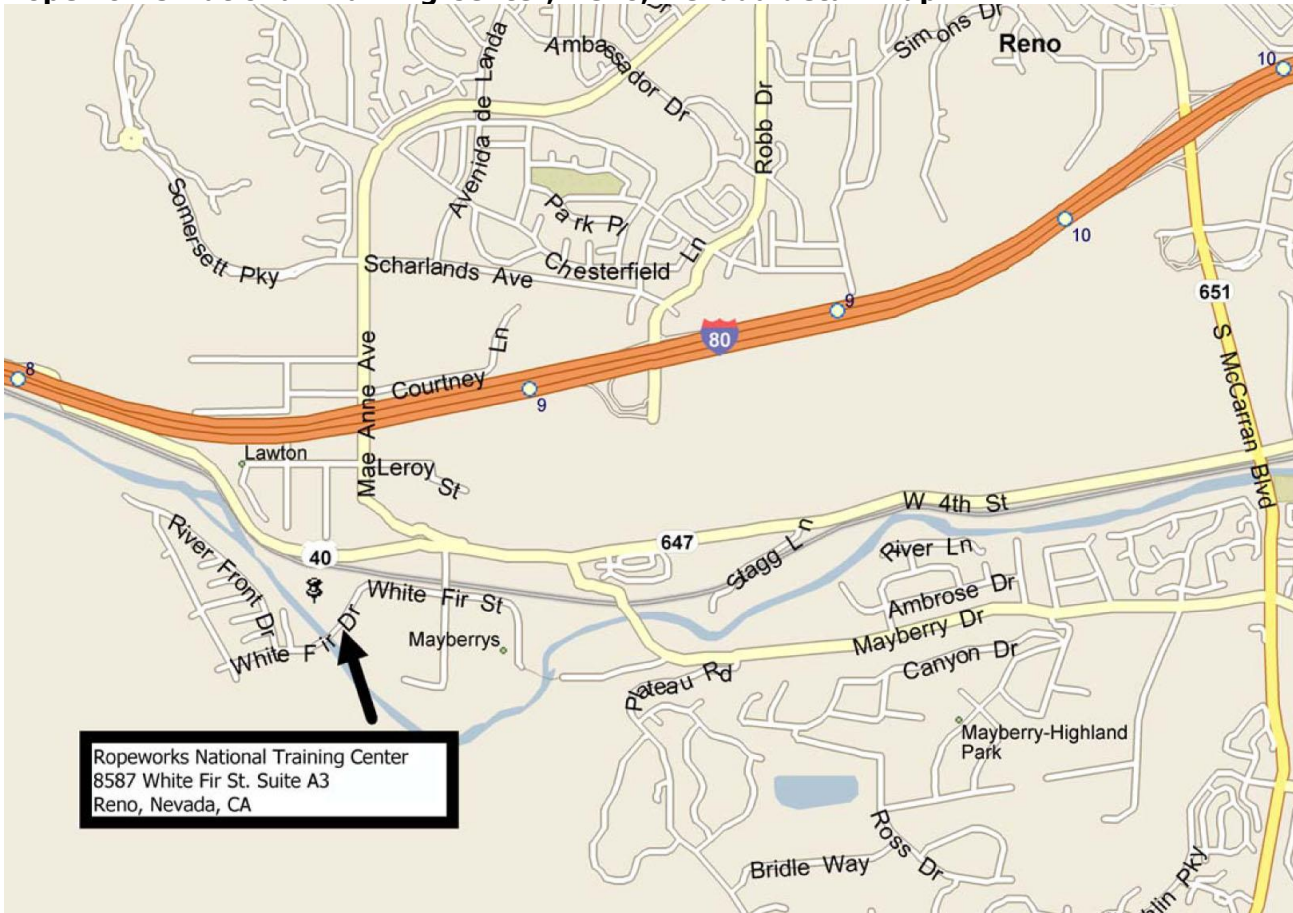 Ambassador Dr
Simons Dr
Reno
10
Avenida de Landa
Robb Dr
Somersett Pky
Park Pl
Chesterfield Ln
Scharlands Ave
10
651
9
80
S McCarran Blvd
8
Courtney Ln
Mae Anne Ave
9
Lawton
Leroy St
W 4th St
647
40
Stagg Ln
River Ln
River Front Dr
White Fir St
Ambrose Dr
White Fir Dr
Mayberrys
Mayberry Dr
Canyon Dr
Plateau Rd
Mayberry-Highland
Park
Ropeworks National Training Center
8587 White Fir St. Suite A3
Reno, Nevada, CA
Ross Dr
Bridle Way
Pky